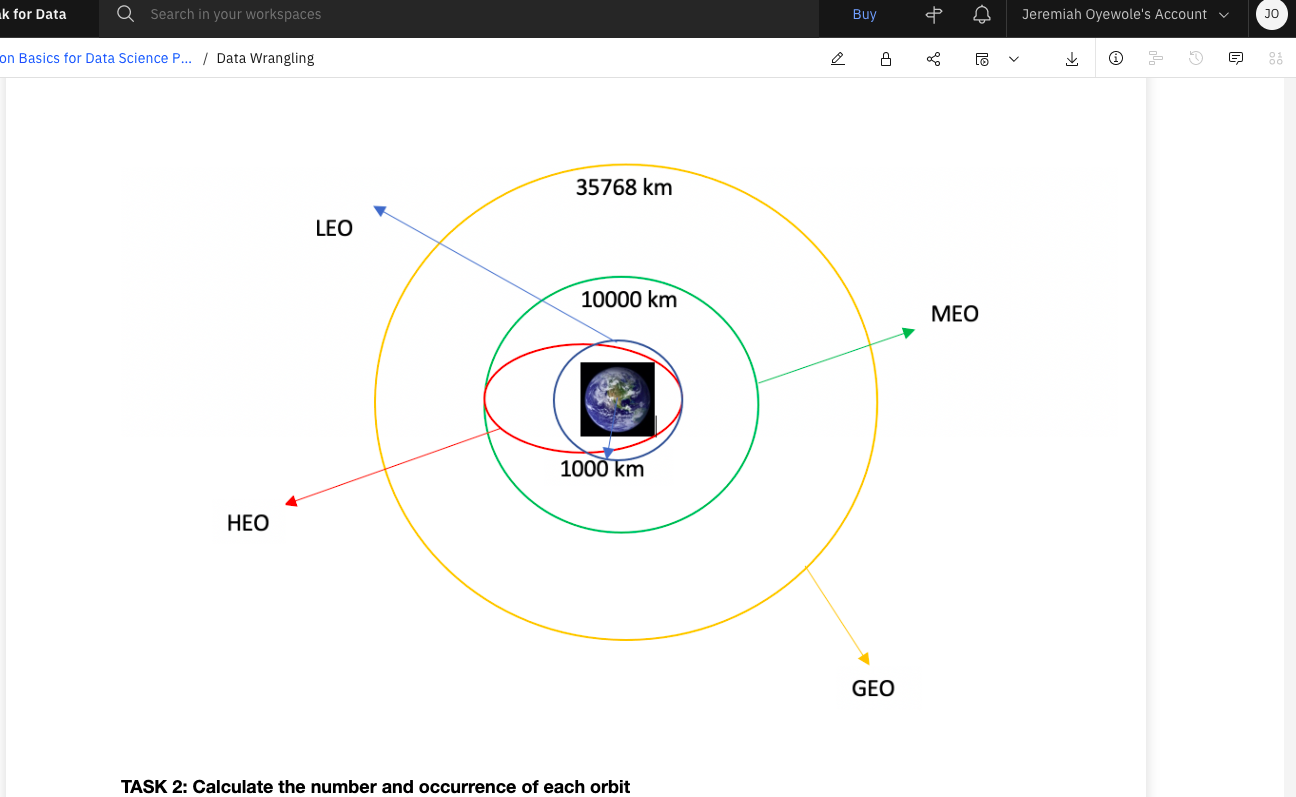 k for Data
Search in your workspaces
Buy
Jeremiah Oyewole's Account
JO
on Basics for Data Science P... / Data Wrangling
35768 km
LEO
10000 km
MEO
1000 km
HEO
GEO
TASK 2: Calculate the number and occurrence of each orbit